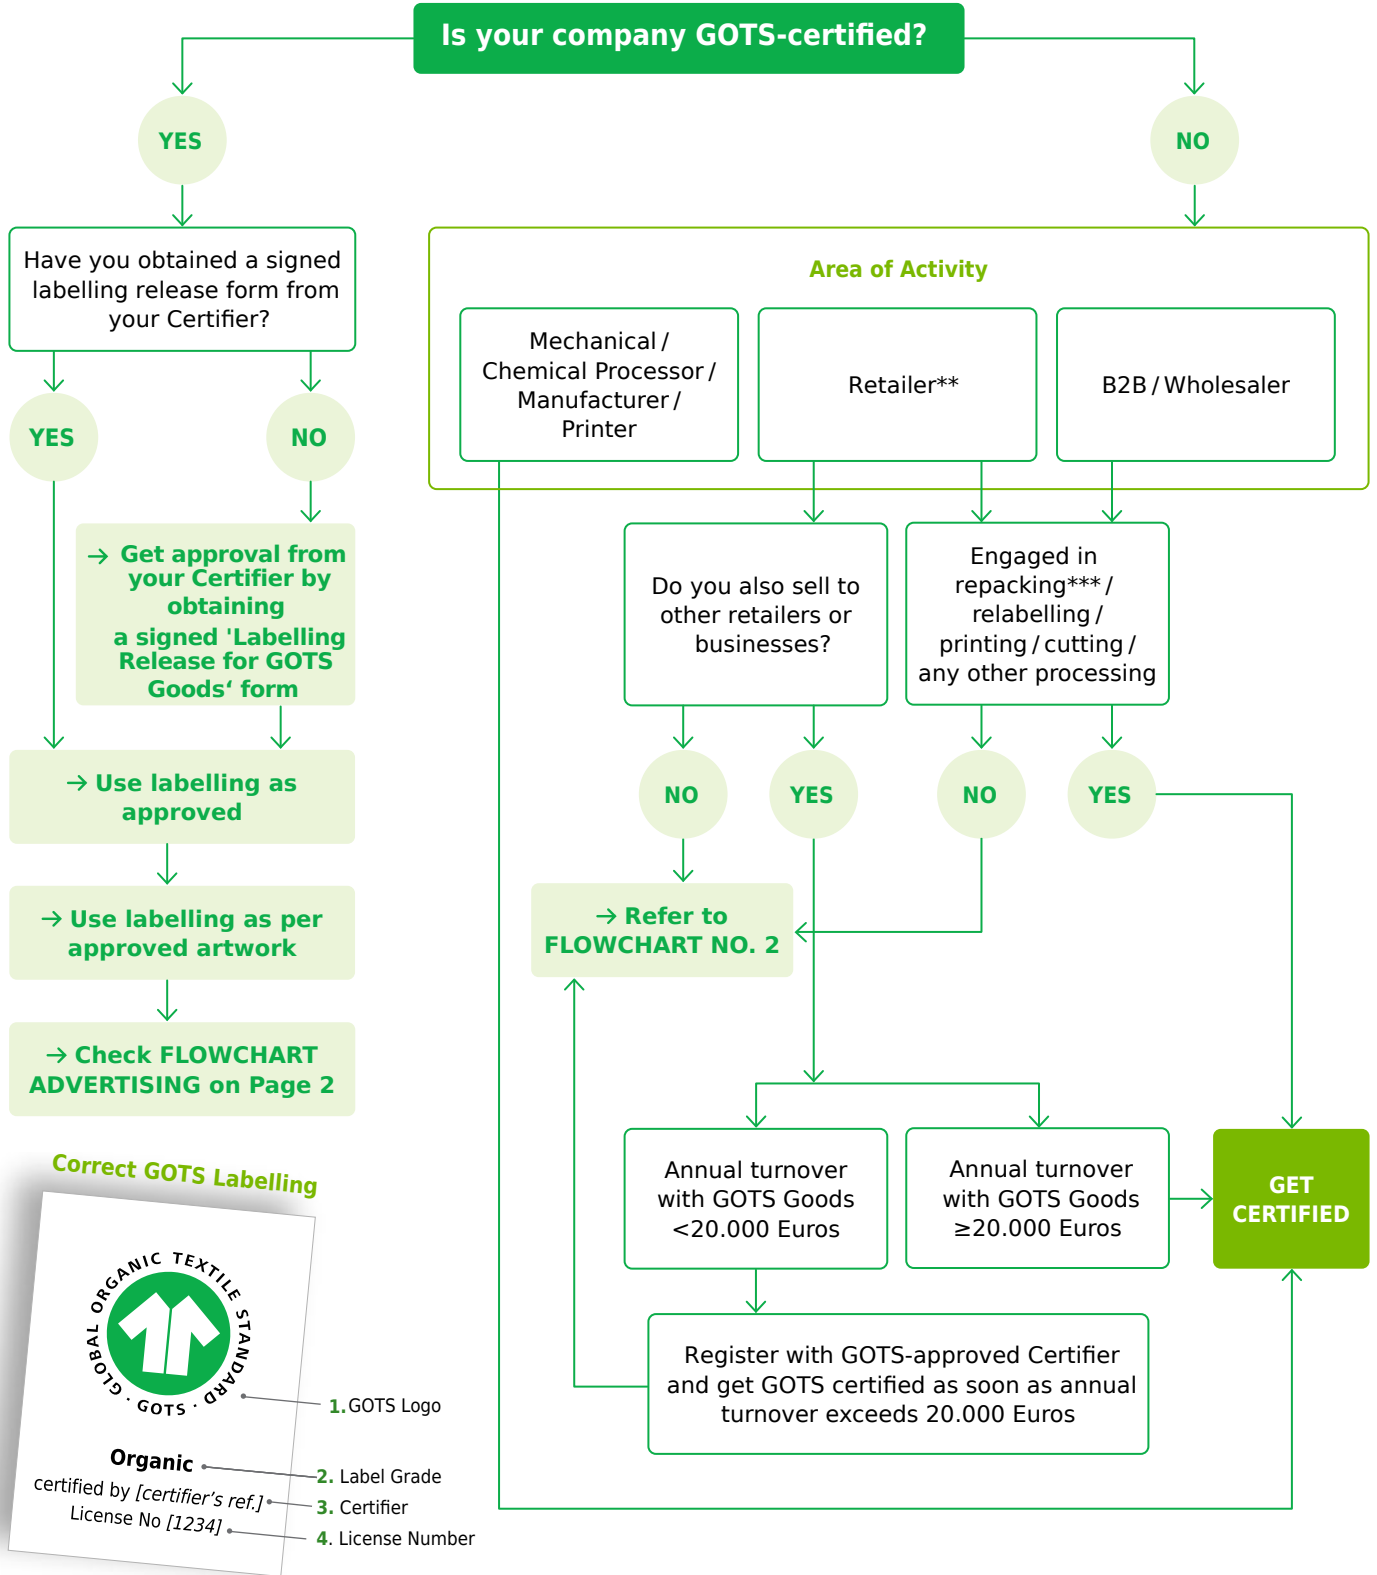 Is your company GOTS-certified?
YES
NO
Have you obtained a signed
labelling release form from
your Certifier?
YES
NO
→ Get approval from
your Certifier by
obtaining
a signed 'Labelling
Release for GOTS
Goods‘ form
→ Use labelling as
approved
→ Use labelling as per
approved artwork
→ Check FLOWCHART
ADVERTISING on Page 2
Area of Activity
Mechanical /
Chemical Processor /
Manufacturer /
Printer
Retailer**
B2B / Wholesaler
Do you also sell to
other retailers or
businesses?
Engaged in
repacking*** /
relabelling /
printing / cutting /
any other processing
NO
YES
NO
YES
→ Refer to
FLOWCHART NO. 2
Annual turnover
with GOTS Goods
<20.000 Euros
Annual turnover
with GOTS Goods
≥20.000 Euros
GET
CERTIFIED
Register with GOTS-approved Certifier
and get GOTS certified as soon as annual
turnover exceeds 20.000 Euros
Correct GOTS Labelling
GLOBAL ORGANIC TEXTILE STANDARD · GOTS ·
Organic
certified by [certifier’s ref.]
License No [1234]
1. GOTS Logo
2. Label Grade
3. Certifier
4. License Number